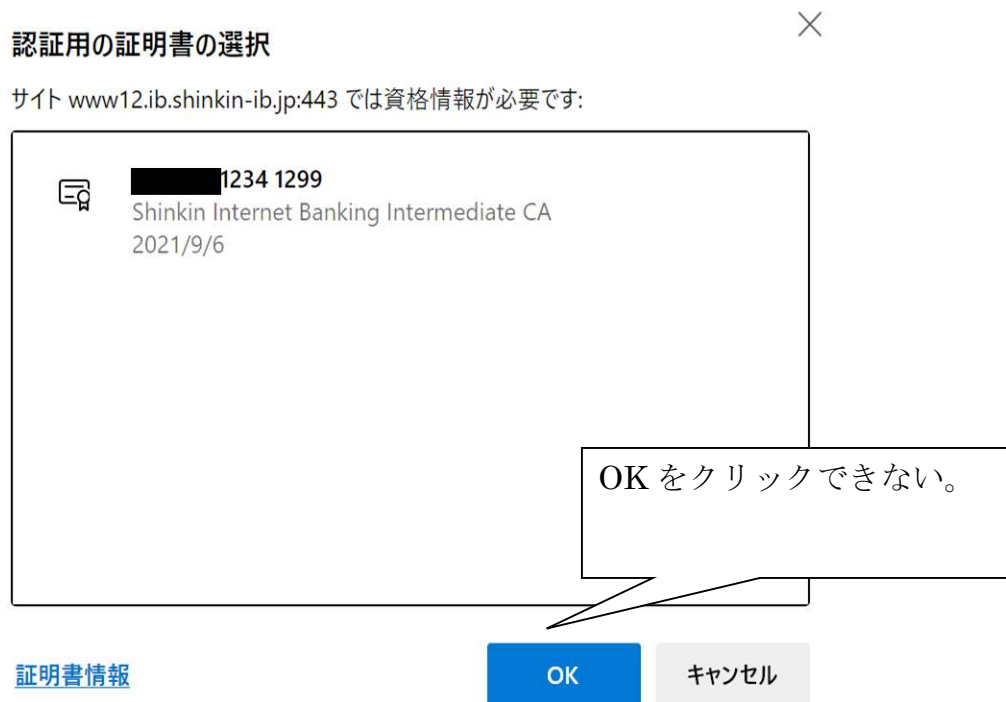 認証用の証明書の選択
サイト www12.ib.shinkin-ib.jp:443 では資格情報が必要です:
1234 1299
Shinkin Internet Banking Intermediate CA
2021/9/6
OK をクリックできない。
証明書情報
OK
キャンセル